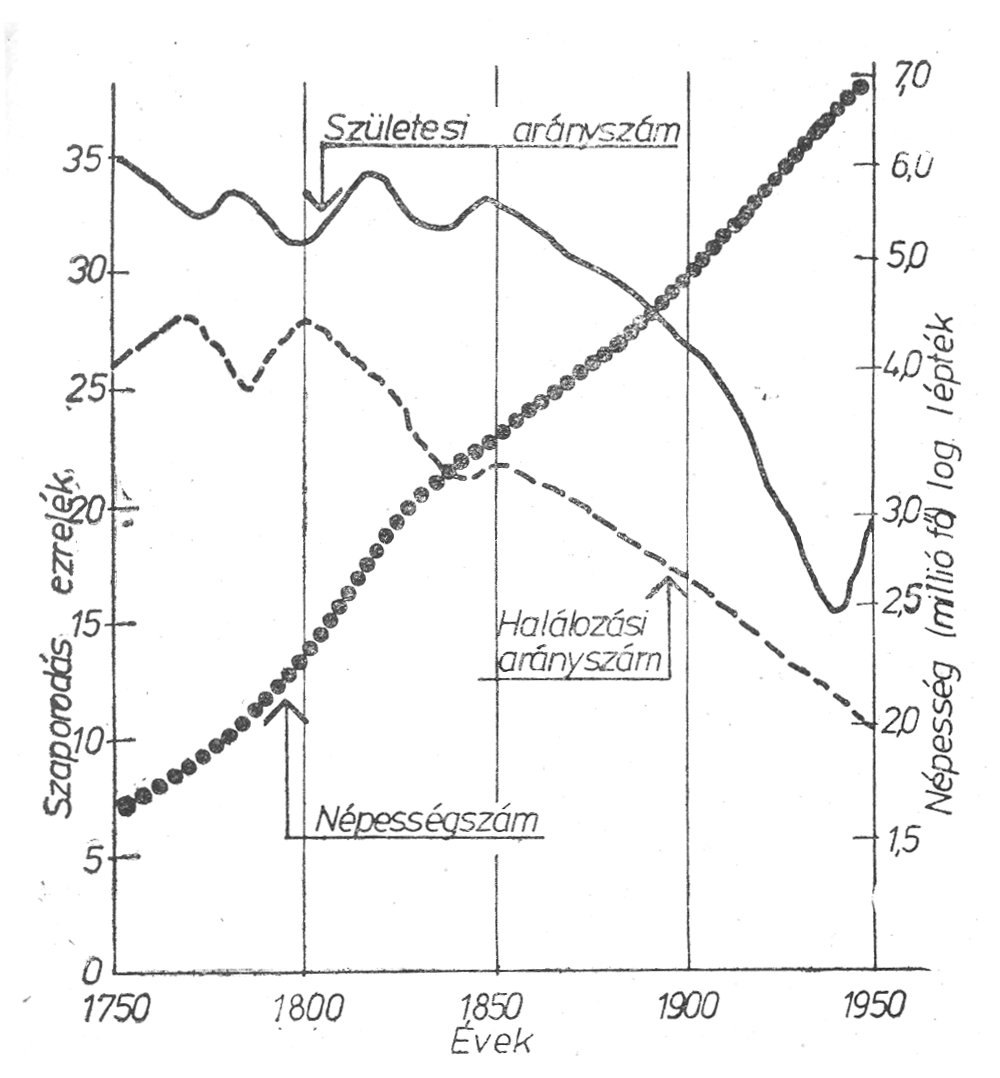 Születesi arányszám
35
30
25
20
15
10
5
0
Szaporodás ezrelék
7,0
6,0
5,0
4,0
3,0
2,5
2,0
1,5
Népesség (millió fő) log. lépték
Halálozási
arányszám
Népességszám
1750 1800 1850 1900 1950
Évek